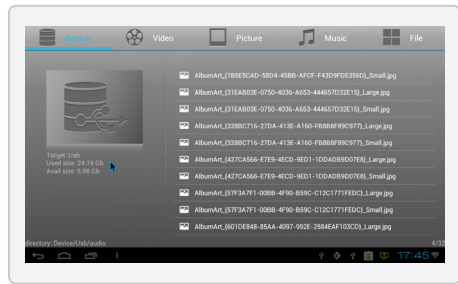 Device
Video
Picture
Music
File
AlbumArt_{1B5E5CAD-58D4-45BB-AFCF-F43D9FDE356D}_Small.jpg
AlbumArt_{31EAB03E-0750-4036-A653-444657D32E15}_Large.jpg
AlbumArt_{31EAB03E-0750-4036-A653-444657D32E15}_Small.jpg
AlbumArt_{328BC716-27DA-413E-A160-FB8B8F89C977}_Large.jpg
AlbumArt_{328BC716-27DA-413E-A160-FB8B8F89C977}_Small.jpg
Target :Usb
Used size :24.74 Gb
Avail size :5.08 Gb
AlbumArt_{427CA566-E7E9-4ECD-9ED1-1DDADB9D07E8}_Large.jpg
AlbumArt_{427CA566-E7E9-4ECD-9ED1-1DDADB9D07E8}_Small.jpg
AlbumArt_{57F3A7F1-00BB-4F90-B59C-C12C1771FEDC}_Large.jpg
AlbumArt_{57F3A7F1-00BB-4F90-B59C-C12C1771FEDC}_Small.jpg
AlbumArt_{601DE848-85AA-4097-992E-2584EAF103CD}_Large.jpg
directory::Device/Usb/audio
4/32
17:45